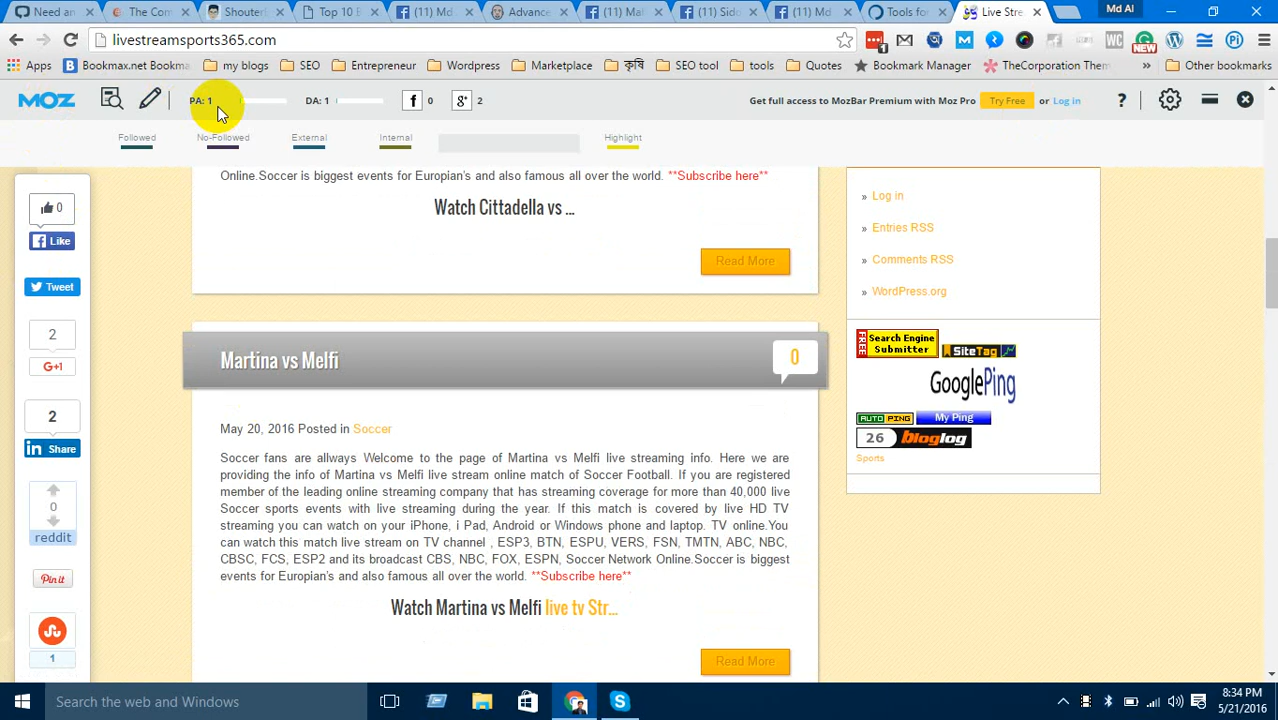 Need an
The Com
Shouter
Top 10 B
(11) Md
Advance
(11) Mal
(11) Sido
(11) Md
Tools for
Live Stre
Md Al
livestreamsports365.com
Apps
Bookmax.net Bookma
my blogs
SEO
Entrepreneur
Wordpress
Marketplace
কৃষি
SEO tool
tools
Quotes
Bookmark Manager
TheCorporation Them
Other bookmarks
MOZ
PA: 1
DA: 1
0
2
Get full access to MozBar Premium with Moz Pro
Try Free
or Log in
?
Followed
No-Followed
External
Internal
Highlight
Online.Soccer is biggest events for Europian's and also famous all over the world. **Subscribe here**
Watch Cittadella vs ...
Read More
Martina vs Melfi
0
May 20, 2016 Posted in Soccer
Soccer fans are allways Welcome to the page of Martina vs Melfi live streaming info. Here we are
providing the info of Martina vs Melfi live stream online match of Soccer Football. If you are registered
member of the leading online streaming company that has streaming coverage for more than 40,000 live
Soccer sports events with live streaming during the year. If this match is covered by live HD TV
streaming you can watch on your iPhone, i Pad, Android or Windows phone and laptop. TV online.You
can watch this match live stream on TV channel , ESP3, BTN, ESPU, VERS, FSN, TMTN, ABC, NBC,
CBSC, FCS, ESP2 and its broadcast CBS, NBC, FOX, ESPN, Soccer Network Online.Soccer is biggest
events for Europian's and also famous all over the world. **Subscribe here**
Watch Martina vs Melfi live tv Str...
Read More
0
Like
Tweet
2
G+1
2
in Share
0
reddit
Pin it
1
» Log in
» Entries RSS
» Comments RSS
» WordPress.org
FREE
Search Engine
Submitter
SiteTag
GooglePing
AUTO PING
My Ping
26 bloglog
Sports
Search the web and Windows
8:34 PM
5/21/2016